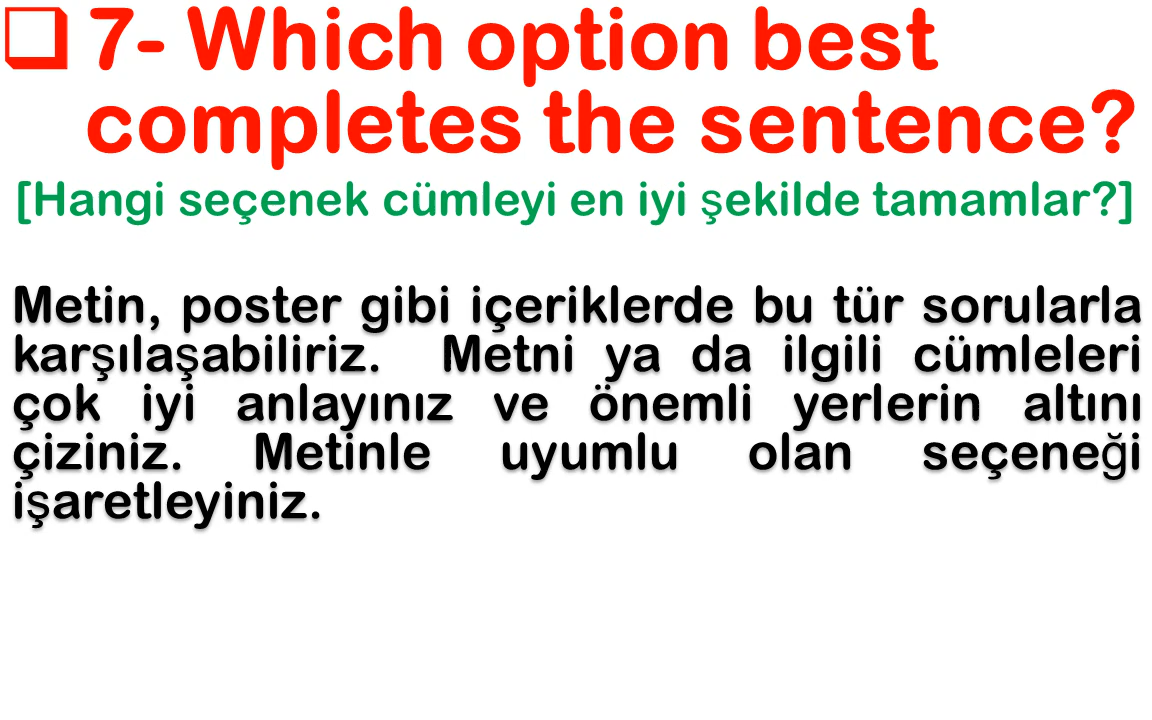 ❑ 7- Which option best
completes the sentence?
[Hangi seçenek cümleyi en iyi şekilde tamamlar?]
Metin, poster gibi içeriklerde bu tür sorularla
karşılaşabiliriz. Metni ya da ilgili cümleleri
çok iyi anlayınız ve önemli yerlerin altını
çiziniz. Metinle uyumlu olan seçeneği
işaretleyiniz.